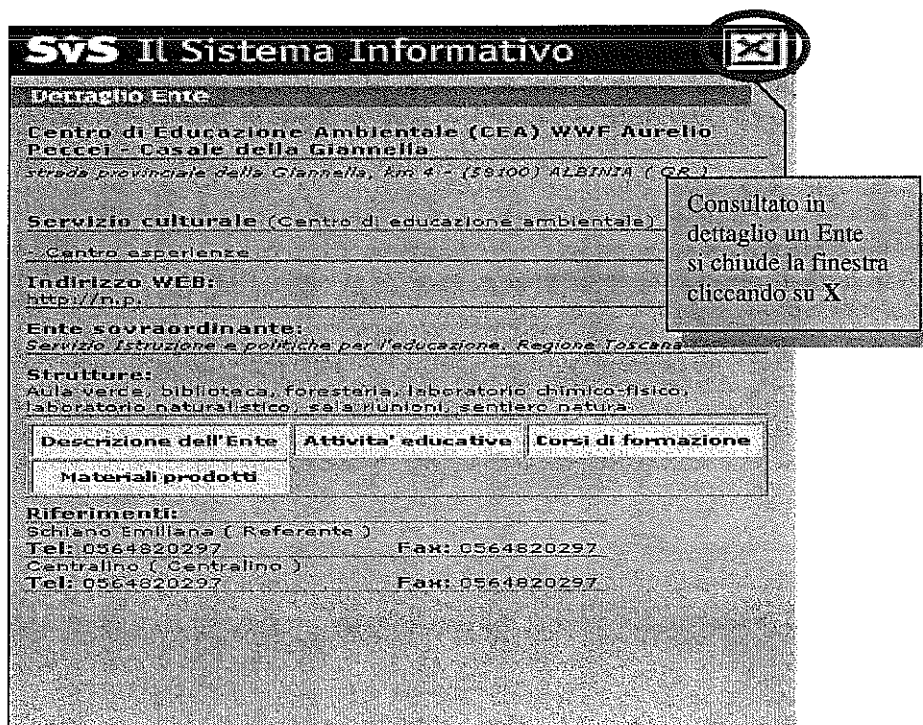 SvS Il Sistema Informativo
X
Dettaglio Ente
Centro di Educazione Ambientale (CEA) WWF Aurelio
Peccei - Casale della Giannella
strada provinciale della Giannella, km 4 - (58100) ALBINIA ( GR )
Servizio culturale (Centro di educazione ambientale)
- Centro esperienze
Indirizzo WEB:
http://n.p.
Ente sovraordinante:
Servizio Istruzione e politiche per l'educazione, Regione Toscana
Strutture:
Aula verde, biblioteca, foresteria, laboratorio chimico-fisico,
laboratorio naturalistico, sala riunioni, sentiero natura.
Descrizione dell'Ente Attivita' educative Corsi di formazione
Materiali prodotti
Riferimenti:
Schiano Emiliana ( Referente )
Tel: 0564820297 Fax: 0564820297
Centralino ( Centralino )
Tel: 0564820297 Fax: 0564820297
Consultato in
dettaglio un Ente
si chiude la finestra
cliccando su X